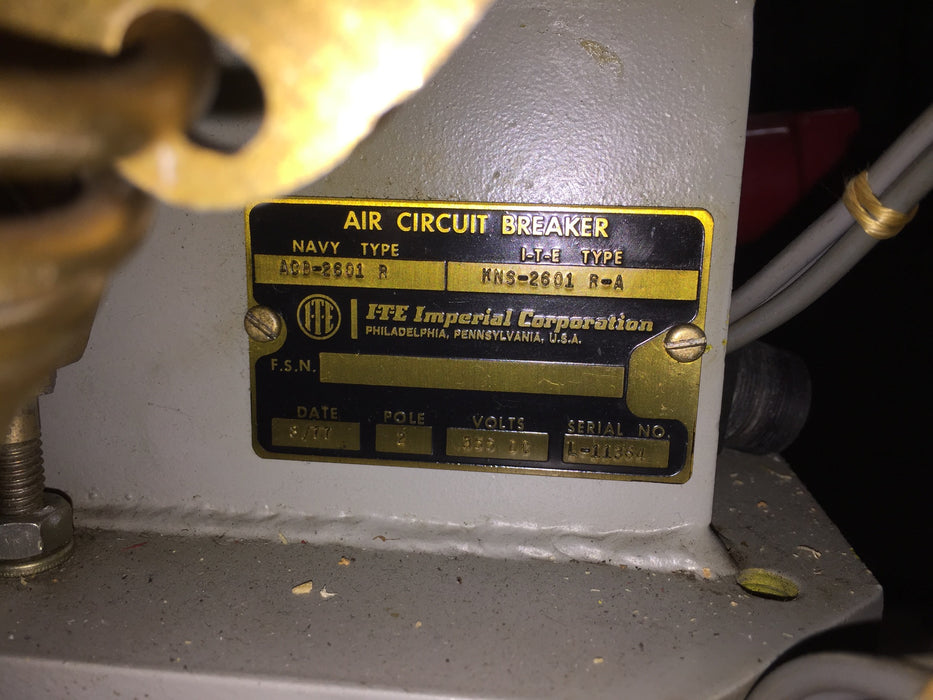 AIR CIRCUIT BREAKER
NAVY TYPE I-T-E TYPE
ACB-2601 R KNS-2601 R-A
I-T-E I-T-E Imperial Corporation
PHILADELPHIA, PENNSYLVANIA, U.S.A.
F.S.N.
DATE POLE VOLTS SERIAL NO.
2 L-11364